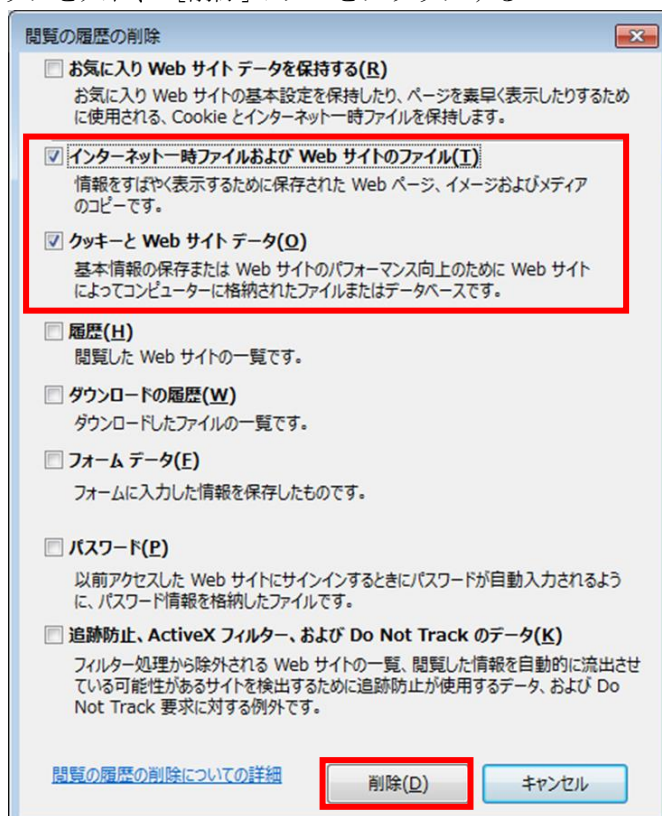 閲覧の履歴の削除
お気に入り Web サイト データを保持する(R)
お気に入り Web サイトの基本設定を保持したり、ページを素早く表示したりするため
に使用される、Cookie とインターネット一時ファイルを保持します。
インターネット一時ファイルおよび Web サイトのファイル(T)
情報をすばやく表示するために保存された Web ページ、イメージおよびメディア
のコピーです。
クッキーと Web サイト データ(O)
基本情報の保存または Web サイトのパフォーマンス向上のために Web サイト
によってコンピューターに格納されたファイルまたはデータベースです。
履歴(H)
閲覧した Web サイトの一覧です。
ダウンロードの履歴(W)
ダウンロードしたファイルの一覧です。
フォーム データ(F)
フォームに入力した情報を保存したものです。
パスワード(P)
以前アクセスした Web サイトにサインインするときにパスワードが自動入力されるよう
に、パスワード情報を格納したファイルです。
追跡防止、ActiveX フィルター、および Do Not Track のデータ(K)
フィルター処理から除外される Web サイトの一覧、閲覧した情報を自動的に流出させ
ている可能性があるサイトを検出するために追跡防止が使用するデータ、および Do
Not Track 要求に対する例外です。
閲覧の履歴の削除についての詳細
削除(D)
キャンセル